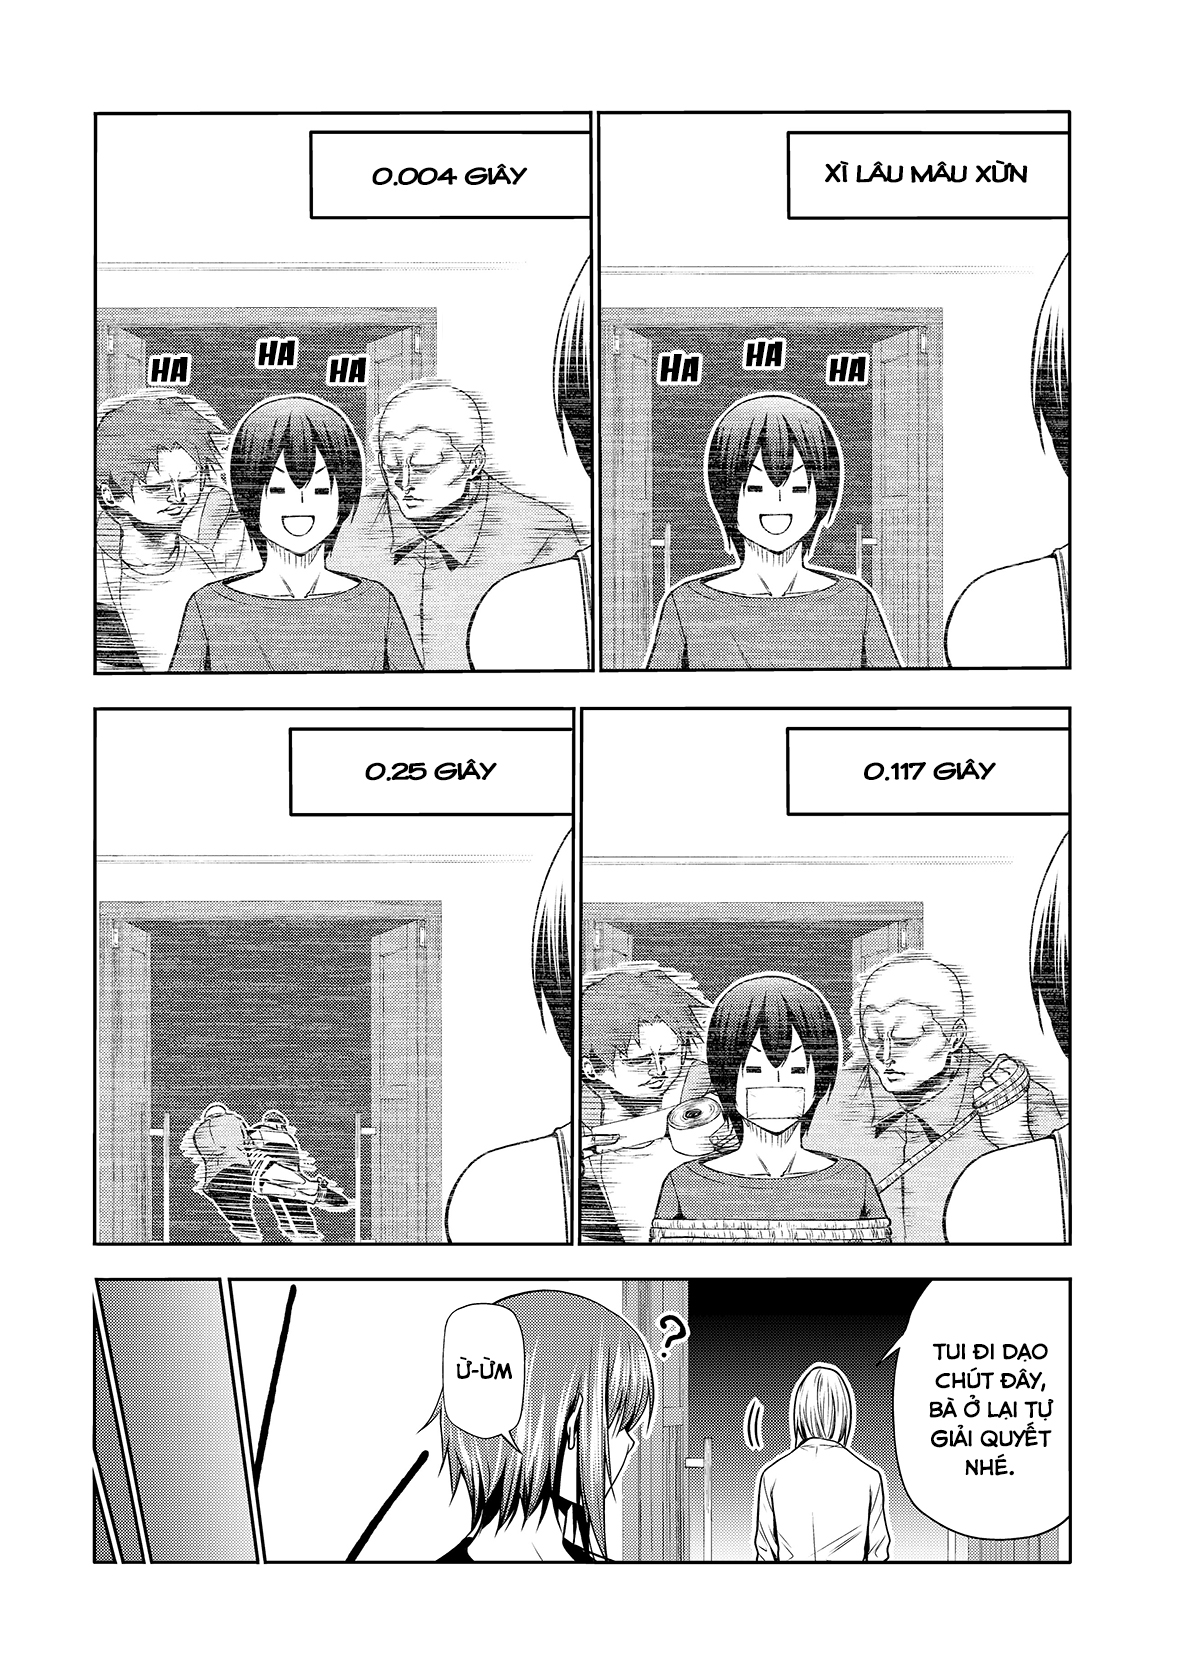 XÌ LÂU MÂU XỪN
HA
HA
HA
0.004 GIÂY
HA
HA
HA
0.117 GIÂY
0.25 GIÂY
TUI ĐI DẠO
CHÚT ĐÂY,
BÀ Ở LẠI TỰ
GIẢI QUYẾT
NHÉ.
?
Ừ-ỪM